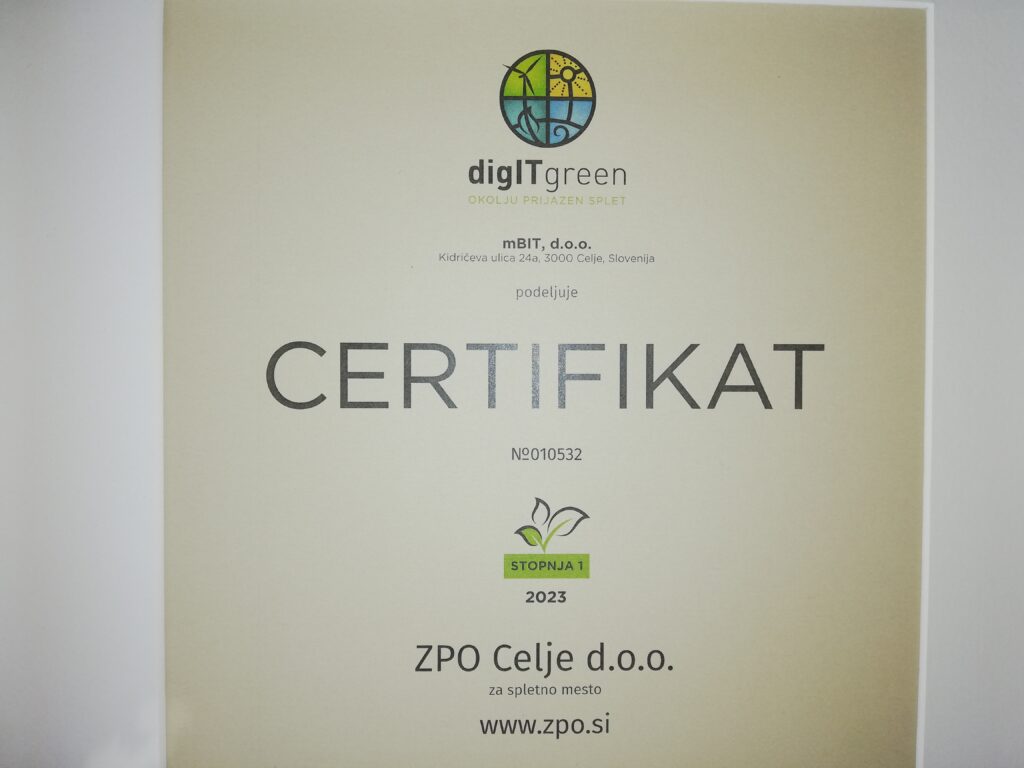 digITgreen
OKOLJU PRIJAZEN SPLET
mBIT, d.o.o.
Kidričeva ulica 24a, 3000 Celje, Slovenija
podeljuje
CERTIFIKAT
№010532
STOPNJA 1
2023
ZPO Celje d.o.o.
za spletno mesto
www.zpo.si